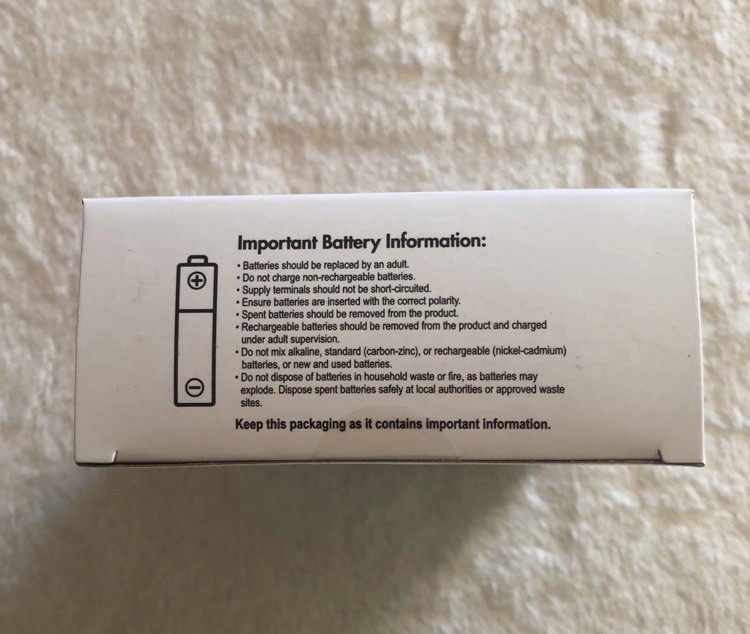 Important Battery Information:
• Batteries should be replaced by an adult.
• Do not charge non-rechargeable batteries.
• Supply terminals should not be short-circuited.
• Ensure batteries are inserted with the correct polarity.
• Spent batteries should be removed from the product.
• Rechargeable batteries should be removed from the product and charged
under adult supervision.
• Do not mix alkaline, standard (carbon-zinc), or rechargeable (nickel-cadmium)
batteries, or new and used batteries.
• Do not dispose of batteries in household waste or fire, as batteries may
explode. Dispose spent batteries safely at local authorities or approved waste
sites.
Keep this packaging as it contains important information.